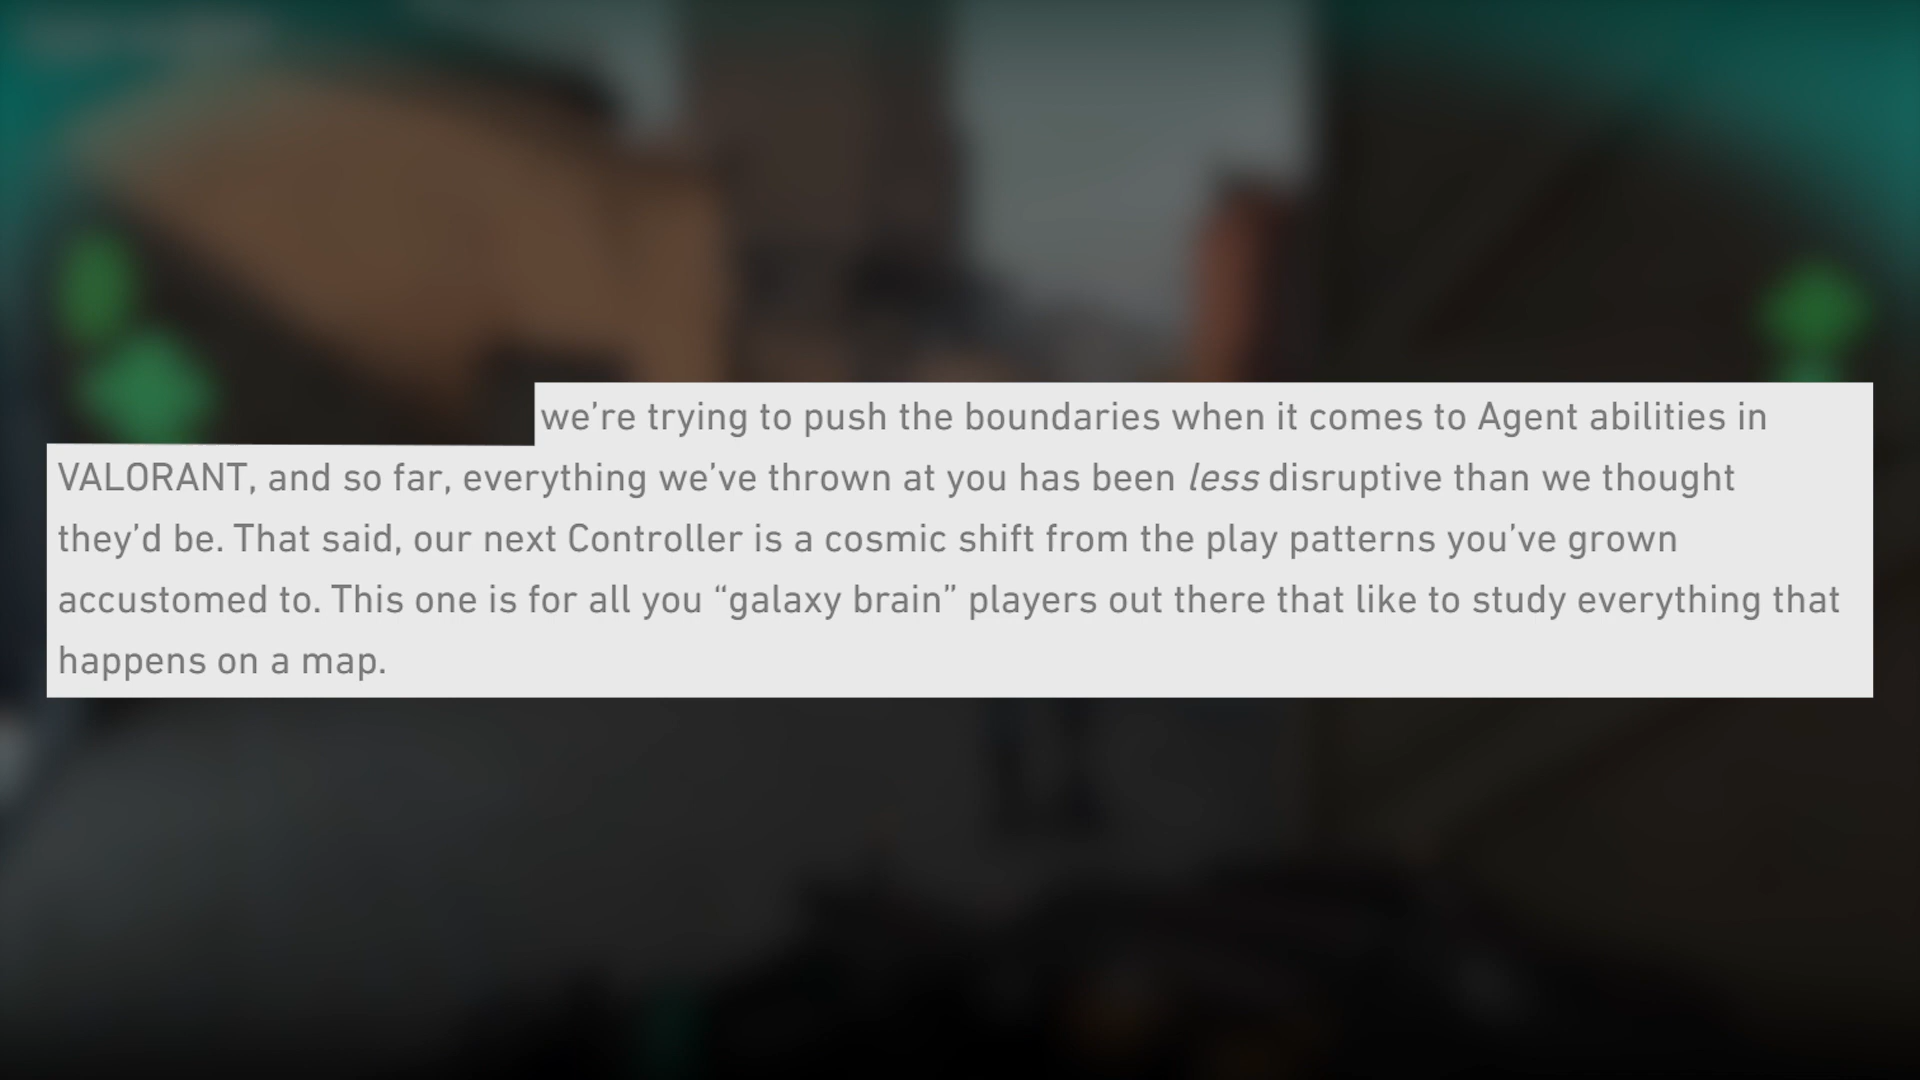 we’re trying to push the boundaries when it comes to Agent abilities in
VALORANT, and so far, everything we’ve thrown at you has been less disruptive than we thought
they’d be. That said, our next Controller is a cosmic shift from the play patterns you’ve grown
accustomed to. This one is for all you “galaxy brain” players out there that like to study everything that
happens on a map.